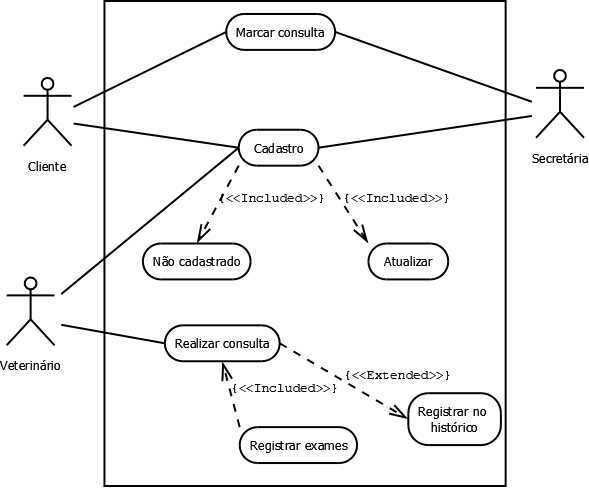 Marcar consulta
Cliente
Secretária
Cadastro
{<<Included>>}
{<<Included>>}
Não cadastrado
Atualizar
Veterinário
Realizar consulta
{<<Included>>}
{<<Extended>>}
Registrar no
histórico
Registrar exames